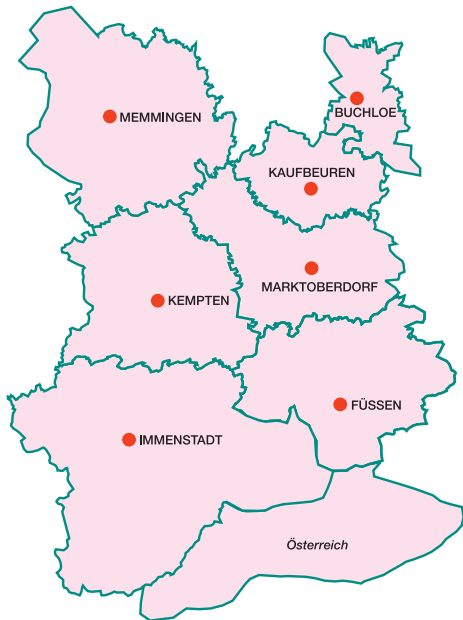 BUCHLOE
MEMMINGEN
KAUFBEUREN
MARKTOBERDORF
KEMPTEN
FÜSSEN
IMMENSTADT
Österreich